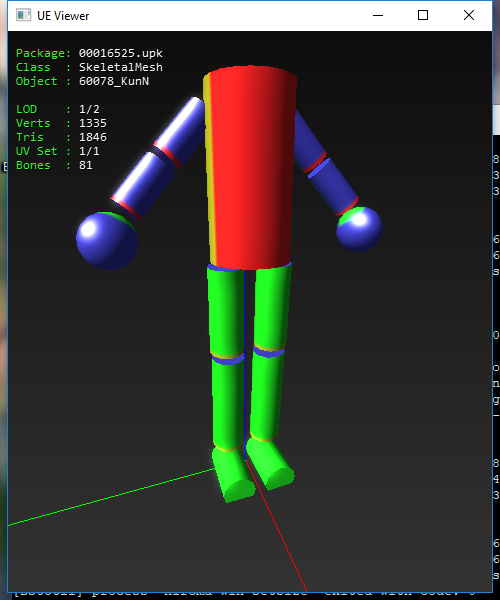 UE Viewer
Package: 00016525.upk
Class  : SkeletalMesh
Object : 60078_KunN
LOD    : 1/2
Verts  : 1335
Tris   : 1846
UV Set : 1/1
Bones  : 81